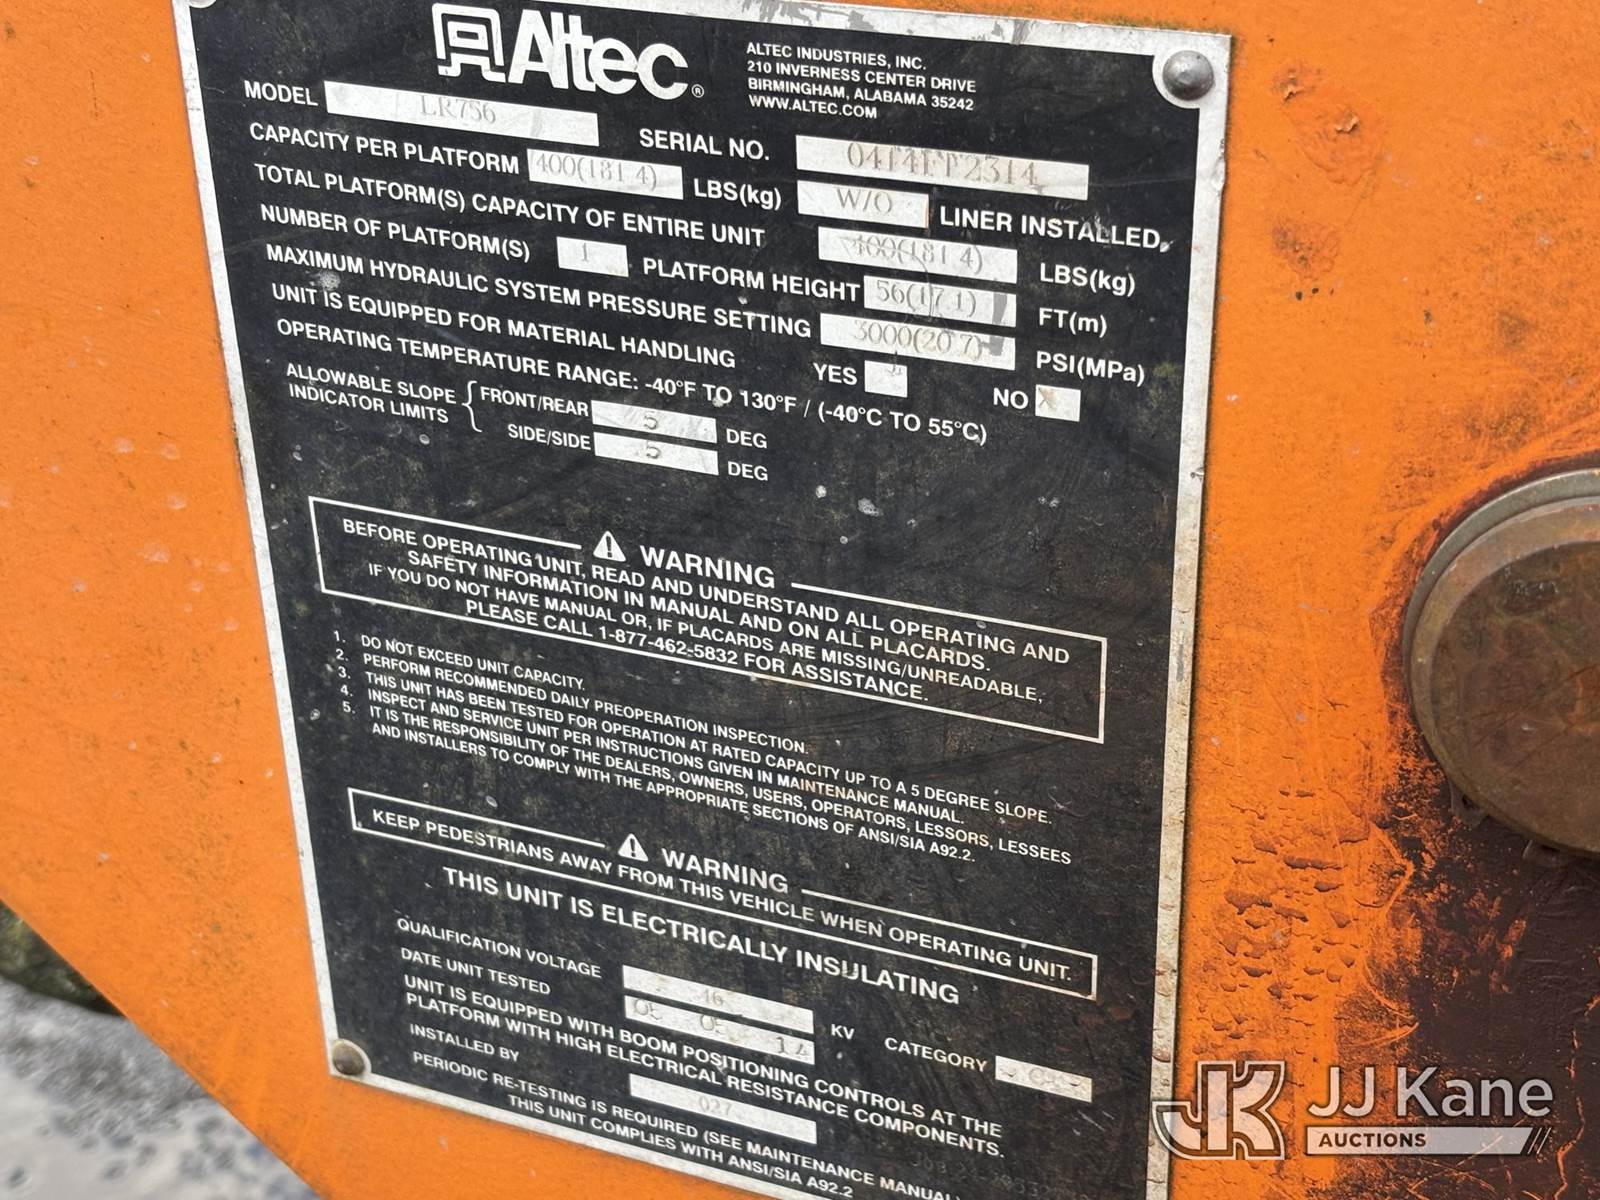 Altec®
ALTEC INDUSTRIES, INC.
210 INVERNESS CENTER DRIVE
BIRMINGHAM, ALABAMA 35242
WWW.ALTEC.COM
MODEL LR756
SERIAL NO.
CAPACITY PER PLATFORM 400(181.4) LBS(kg) W/O LINER INSTALLED.
TOTAL PLATFORM(S) CAPACITY OF ENTIRE UNIT 400(181.4) LBS(kg)
NUMBER OF PLATFORM(S) 1 PLATFORM HEIGHT 56(17.1) FT(m)
MAXIMUM HYDRAULIC SYSTEM PRESSURE SETTING 3000(20.7) PSI(MPa)
UNIT IS EQUIPPED FOR MATERIAL HANDLING YES NO X
OPERATING TEMPERATURE RANGE: -40°F TO 130°F / (-40°C TO 55°C)
ALLOWABLE SLOPE INDICATOR LIMITS
FRONT/REAR 5 DEG
SIDE/SIDE 5 DEG
⚠ WARNING
BEFORE OPERATING UNIT, READ AND UNDERSTAND ALL OPERATING AND
SAFETY INFORMATION IN MANUAL AND ON ALL PLACARDS.
IF YOU DO NOT HAVE MANUAL OR, IF PLACARDS ARE MISSING/UNREADABLE,
PLEASE CALL 1-877-462-5832 FOR ASSISTANCE.
1. DO NOT EXCEED UNIT CAPACITY.
2. PERFORM RECOMMENDED DAILY PREOPERATION INSPECTION.
3. THIS UNIT HAS BEEN TESTED FOR OPERATION AT RATED CAPACITY UP TO A 5 DEGREE SLOPE.
4. INSPECT AND SERVICE UNIT PER INSTRUCTIONS GIVEN IN MAINTENANCE MANUAL.
5. IT IS THE RESPONSIBILITY OF THE DEALERS, OWNERS, USERS, OPERATORS, LESSORS, LESSEES
AND INSTALLERS TO COMPLY WITH THE APPROPRIATE SECTIONS OF ANSI/SIA A92.2.
⚠ WARNING
KEEP PEDESTRIANS AWAY FROM THIS VEHICLE WHEN OPERATING UNIT.
THIS UNIT IS ELECTRICALLY INSULATING
QUALIFICATION VOLTAGE 46 KV CATEGORY
DATE UNIT TESTED 05 05 14
UNIT IS EQUIPPED WITH BOOM POSITIONING CONTROLS AT THE
PLATFORM WITH HIGH ELECTRICAL RESISTANCE COMPONENTS.
INSTALLED BY 027
PERIODIC RE-TESTING IS REQUIRED (SEE MAINTENANCE MANUAL)
THIS UNIT COMPLIES WITH ANSI/SIA A92.2
JJ Kane
AUCTIONS